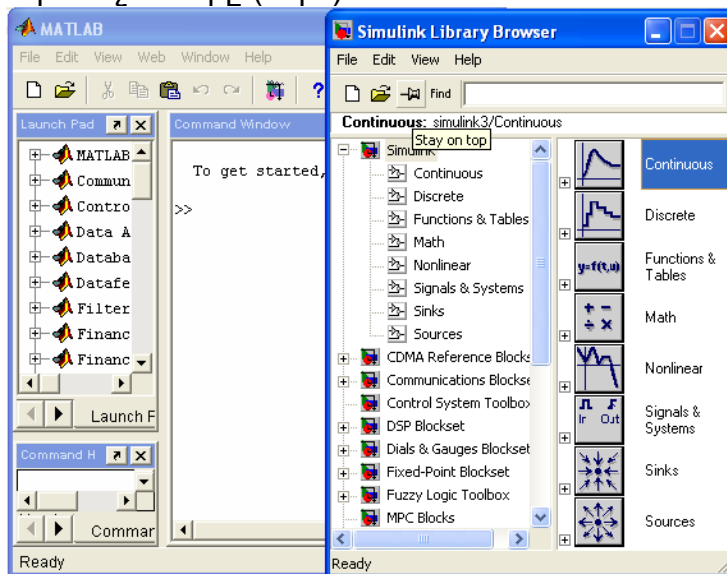 MATLAB
File Edit View Web Window Help
Launch Pad
MATLAB
Commun
Contro
Data A
Databa
Datafe
Filter
Financ
Financ
Launch F
Command H
Commar
Ready
Command Window
To get started,
>>
Simulink Library Browser
File Edit View Help
Find
Continuous: simulink3/Continuous
Stay on top
Simulink
Continuous
Discrete
Functions & Tables
Math
Nonlinear
Signals & Systems
Sinks
Sources
CDMA Reference Blocks
Communications Blockse
Control System Toolbox
DSP Blockset
Dials & Gauges Blockset
Fixed-Point Blockset
Fuzzy Logic Toolbox
MPC Blocks
Continuous
Discrete
y=f(t,u)
Functions &
Tables
Math
Nonlinear
In Out
Signals &
Systems
Sinks
Sources
Ready